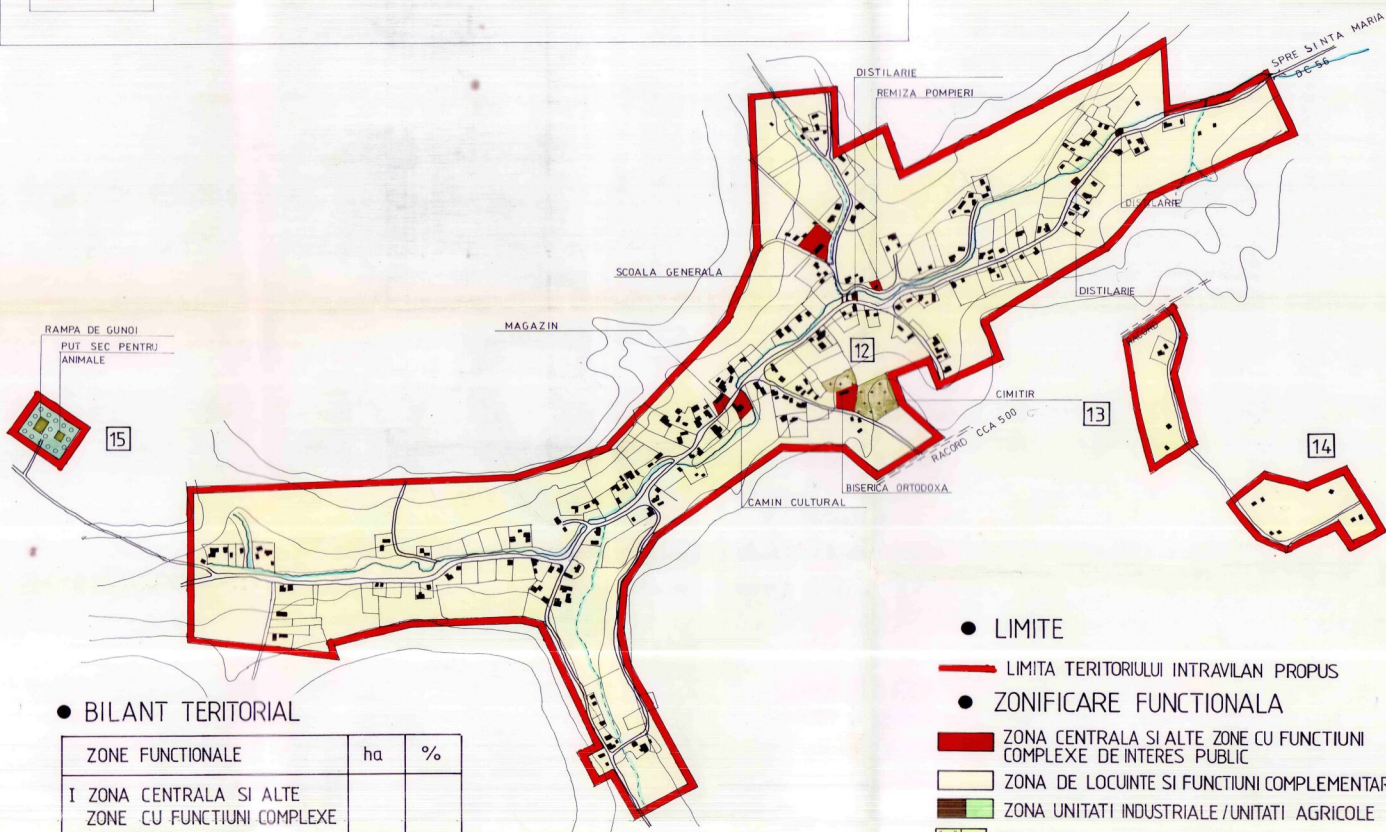 SPRE SINTA MARIA
DC 56
DISTILARIE
REMIZA POMPIERI
DISTILARIE
SCOALA GENERALA
DISTILARIE
RAMPA DE GUNOI
PUT SEC PENTRU
ANIMALE
MAGAZIN
RACORD
12
CIMITIR
13
15
RACORD CCA 500
14
BISERICA ORTODOXA
CAMIN CULTURAL
● LIMITE
LIMITA TERITORIULUI INTRAVILAN PROPUS
● ZONIFICARE FUNCTIONALA
ZONA CENTRALA SI ALTE ZONE CU FUNCTIUNI
COMPLEXE DE INTERES PUBLIC
ZONA DE LOCUINTE SI FUNCTIUNI COMPLEMENTAR
ZONA UNITATI INDUSTRIALE / UNITATI AGRICOLE
● BILANT TERITORIAL
ZONE FUNCTIONALE ha %
I ZONA CENTRALA SI ALTE
ZONE CU FUNCTIUNI COMPLEXE